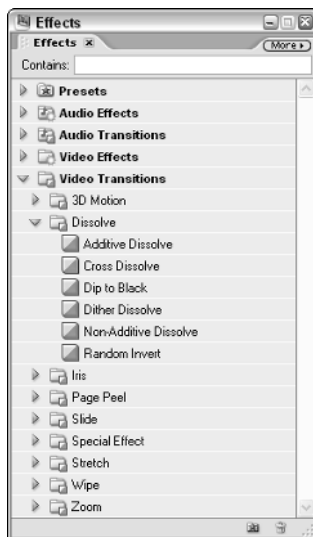 Effects
Effects x
More
Contains:
Presets
Audio Effects
Audio Transitions
Video Effects
Video Transitions
3D Motion
Dissolve
Additive Dissolve
Cross Dissolve
Dip to Black
Dither Dissolve
Non-Additive Dissolve
Random Invert
Iris
Page Peel
Slide
Special Effect
Stretch
Wipe
Zoom